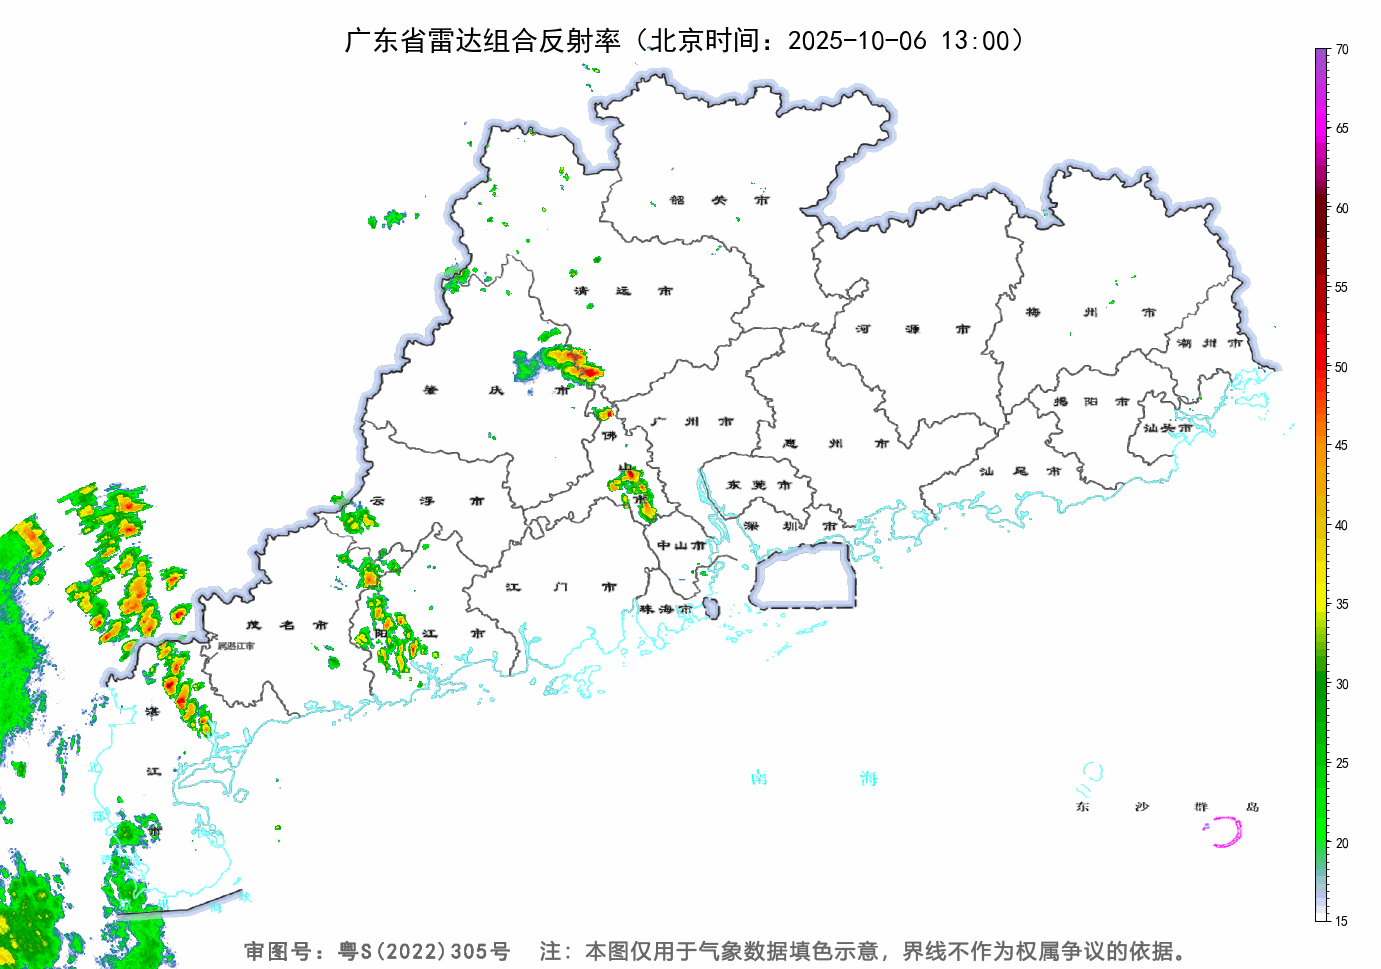 广东省雷达组合反射率（北京时间：2025-10-06 13:00）
70
65
60
55
50
45
40
35
30
25
20
15
韶关市
清远市
河源市
梅州市
潮州市
肇庆市
揭阳市
汕头市
广州市
佛山市
惠州市
汕尾市
东莞市
云浮市
深圳市
中山市
江门市
珠海市
茂名市
阳江市
属湛江市
湛江市
南海
北部
东沙群岛
州海峡
审图号：粤S(2022)305号 注：本图仅用于气象数据填色示意，界线不作为权属争议的依据。